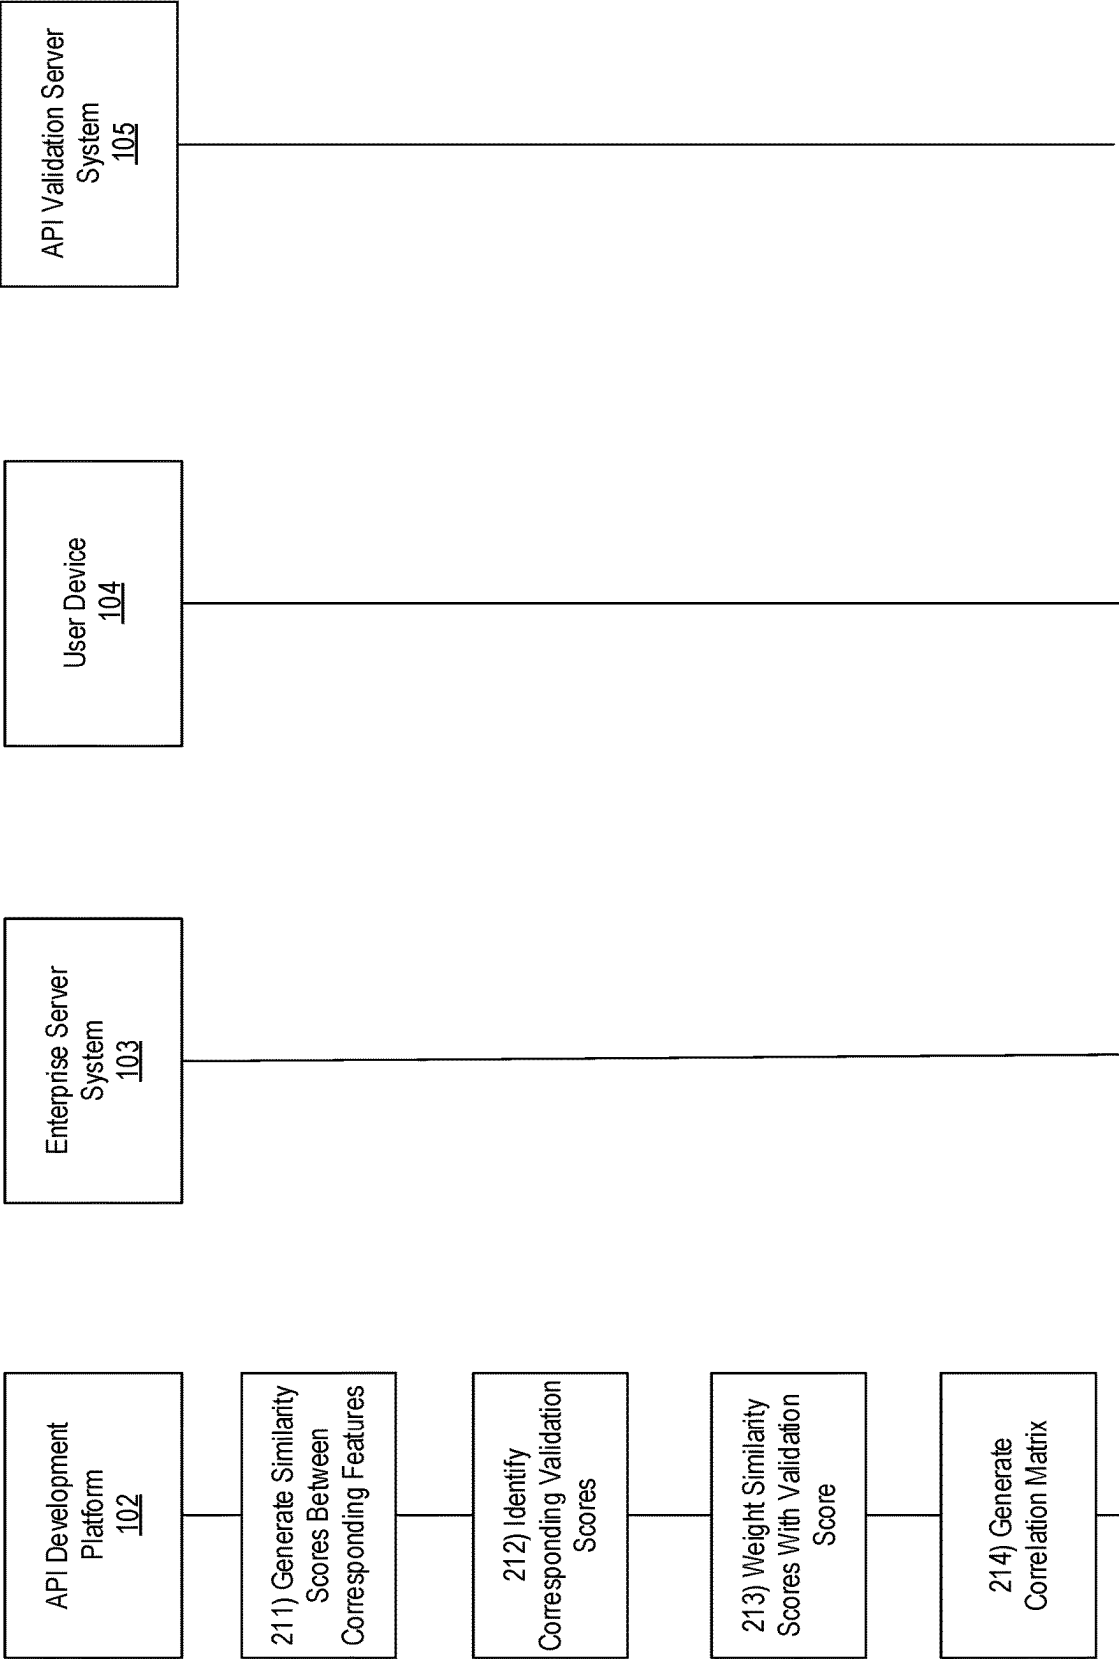 API Development
Platform
102
Enterprise Server
System
103
User Device
104
API Validation Server
System
105
211) Generate Similarity
Scores Between
Corresponding Features
212) Identify
Corresponding Validation
Scores
213) Weight Similarity
Scores With Validation
Score
214) Generate
Correlation Matrix